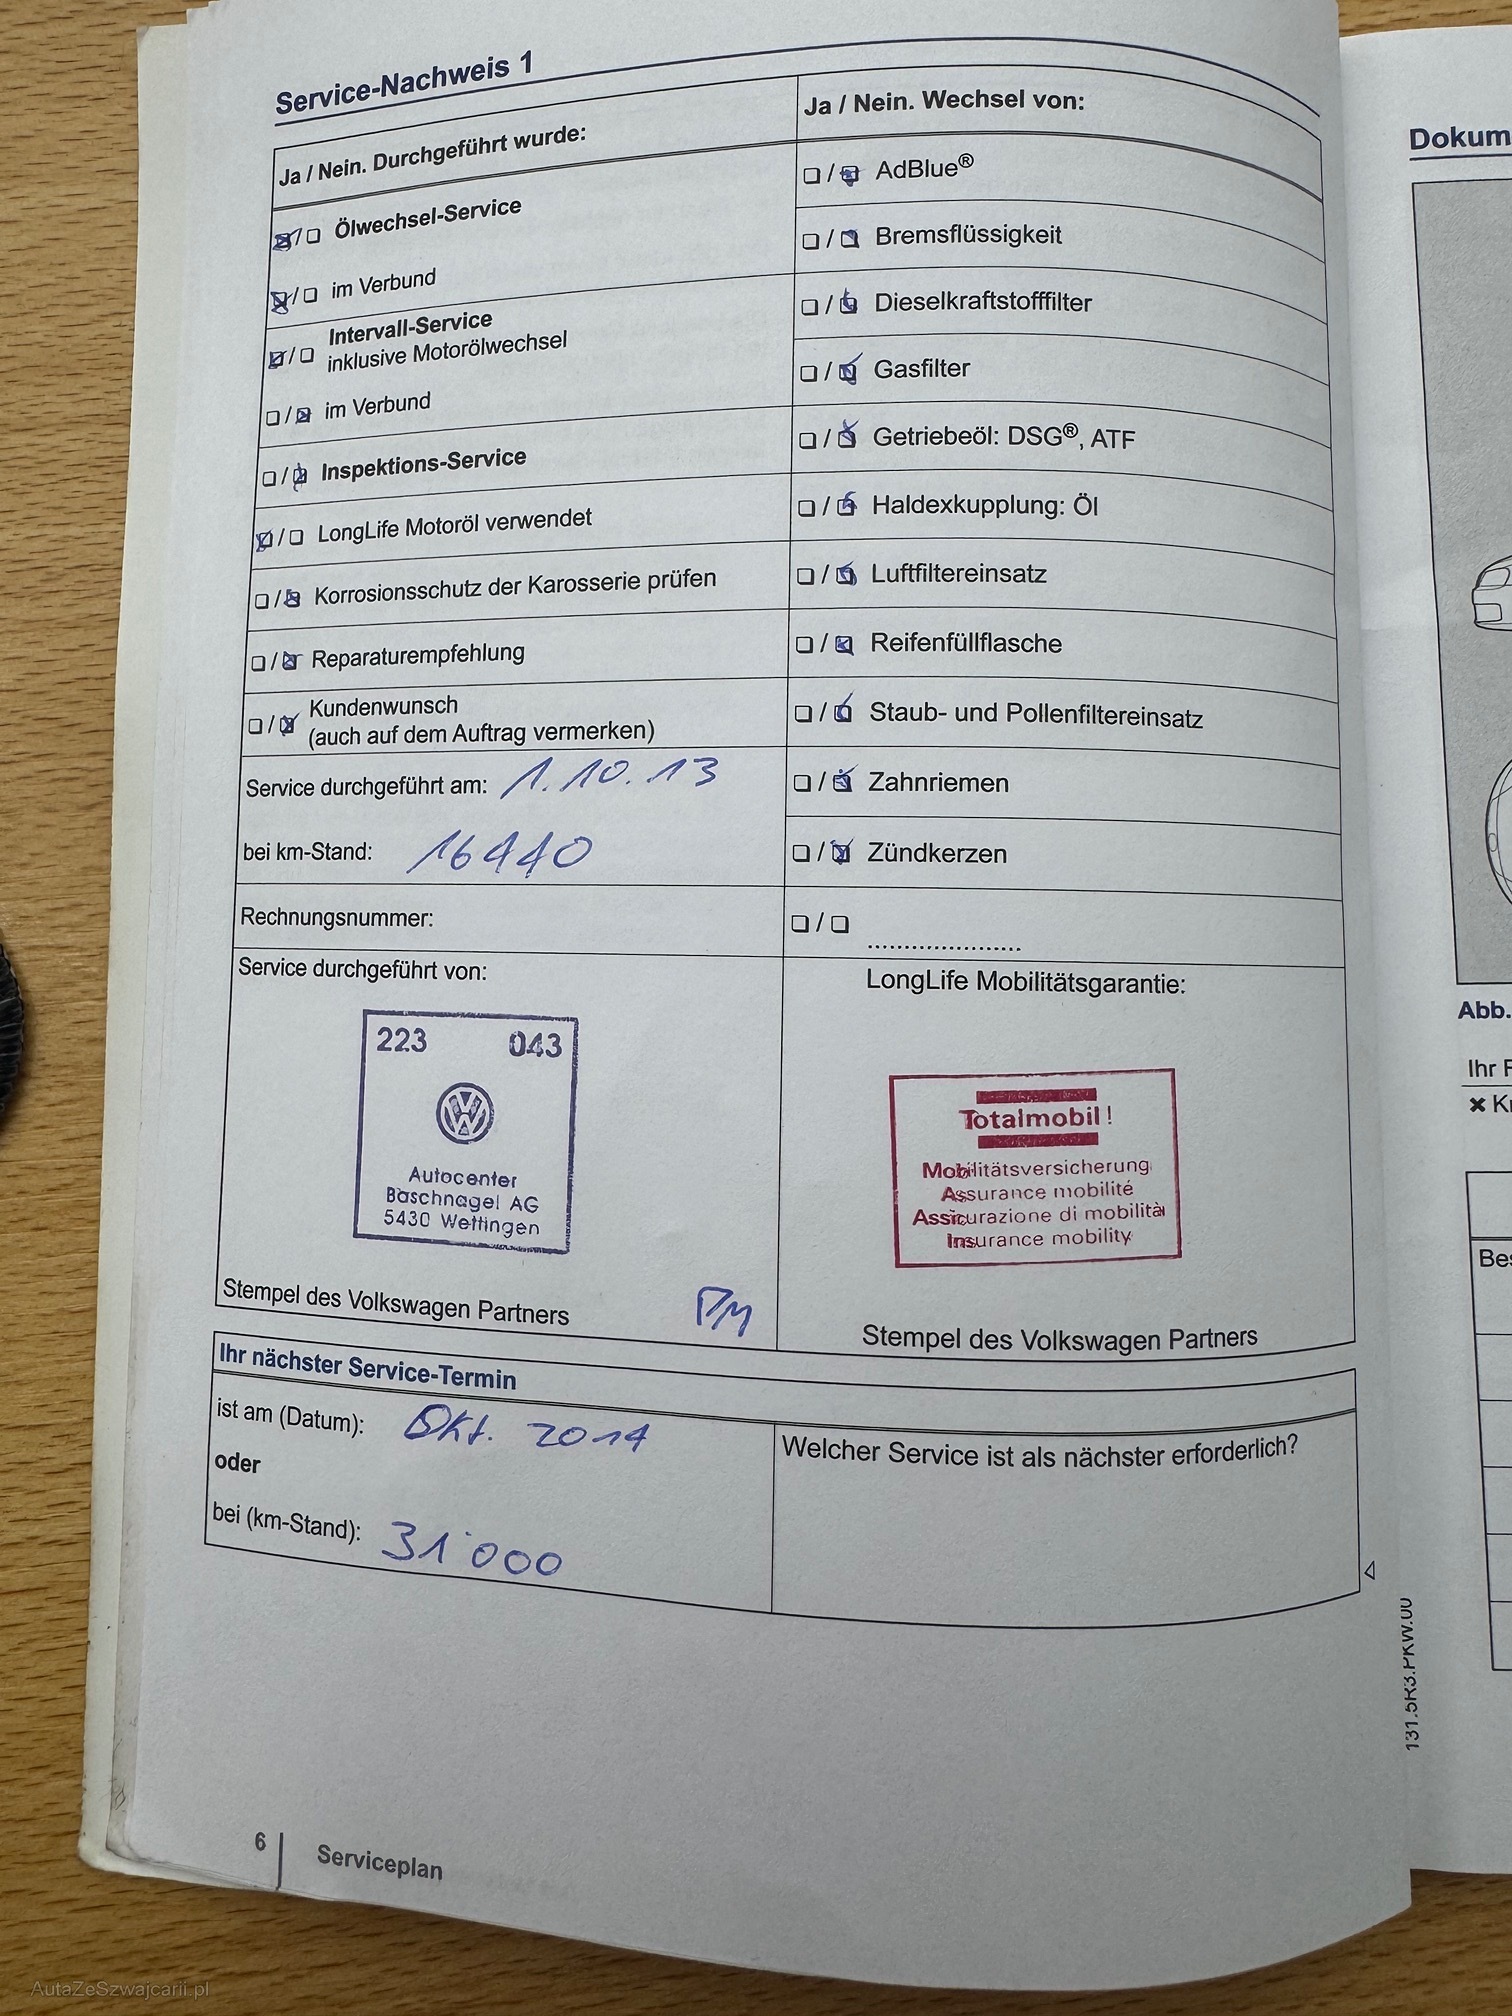 Service-Nachweis 1
Ja / Nein. Durchgeführt wurde:
Ölwechsel-Service
im Verbund
Intervall-Service
inklusive Motorölwechsel
im Verbund
Inspektions-Service
LongLife Motoröl verwendet
Korrosionsschutz der Karosserie prüfen
Reparaturempfehlung
Kundenwunsch
(auch auf dem Auftrag vermerken)
Service durchgeführt am: 1.10.13
bei km-Stand: 16440
Rechnungsnummer:
Ja / Nein. Wechsel von:
AdBlue®
Bremsflüssigkeit
Dieselkraftstofffilter
Gasfilter
Getriebeöl: DSG®, ATF
Haldexkupplung: Öl
Luftfiltereinsatz
Reifenfüllflasche
Staub- und Pollenfiltereinsatz
Zahnriemen
Zündkerzen
Service durchgeführt von:
223 043
Autocenter
Baschnagel AG
5430 Wettingen
Stempel des Volkswagen Partners
LongLife Mobilitätsgarantie:
Totalmobil!
Mobilitätsversicherung
Assurance mobilité
Assicurazione di mobilità
Insurance mobility
Stempel des Volkswagen Partners
Ihr nächster Service-Termin
ist am (Datum): Okt. 2014
oder
bei (km-Stand): 31'000
Welcher Service ist als nächster erforderlich?
131.5R3.PKW.00
6 Serviceplan
Dokum
Abb.
Ihr F
Bes
AutaZeSzwajcarii.pl